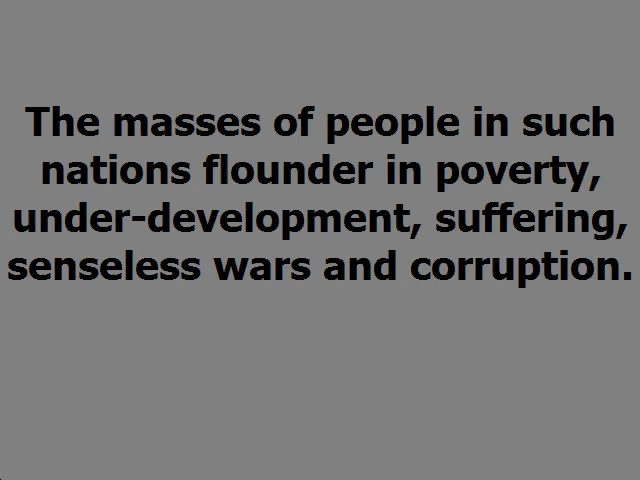 The masses of people in such
nations flounder in poverty,
under-development, suffering,
senseless wars and corruption.